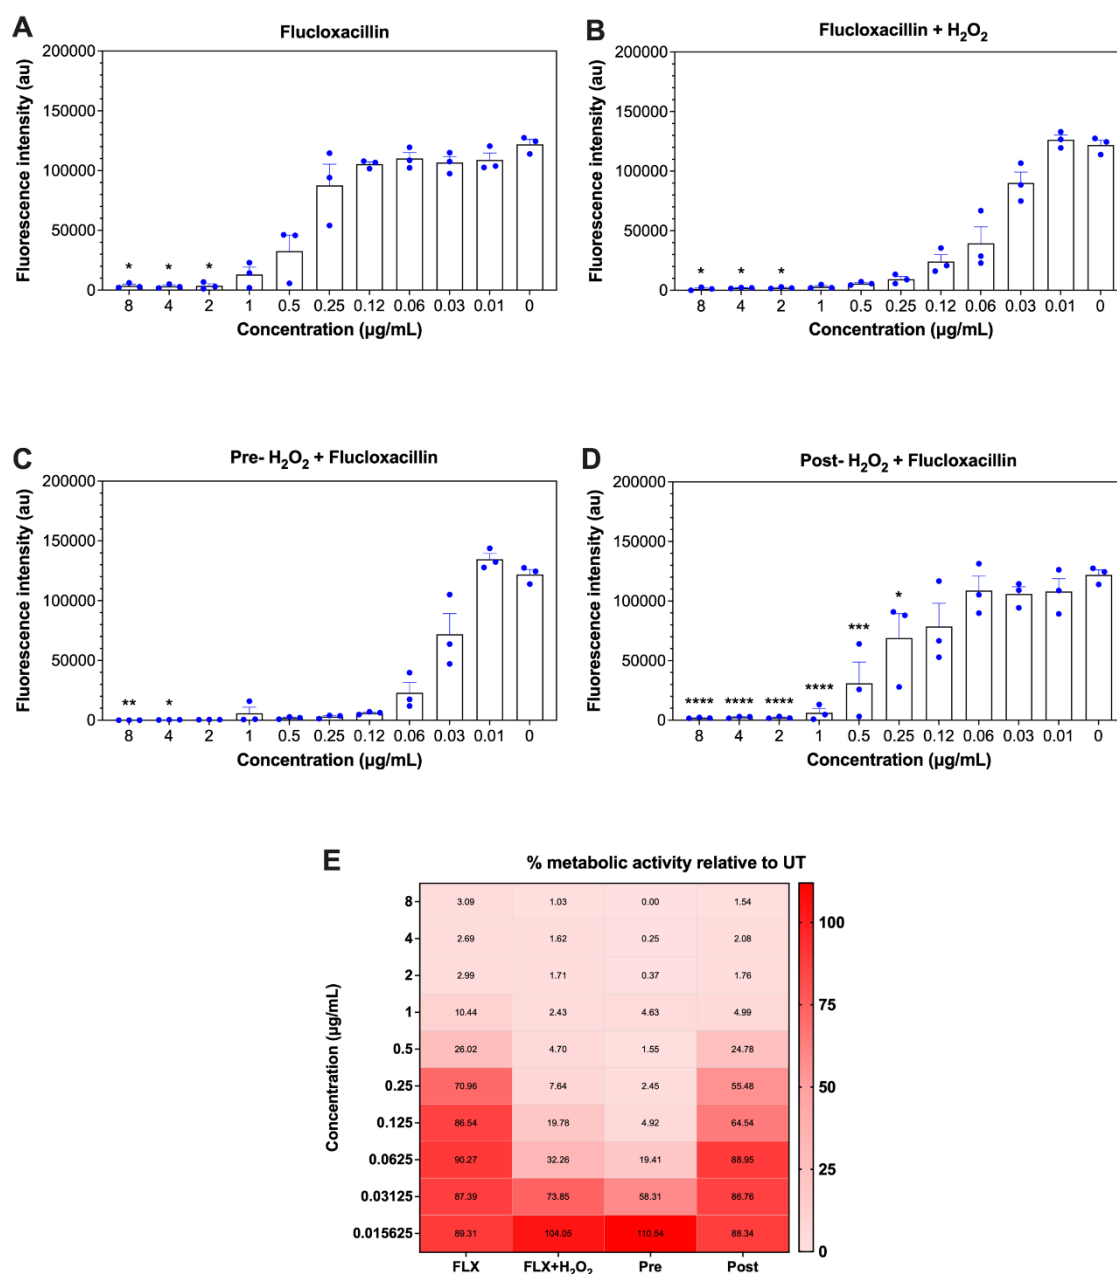 A
Flucloxacillin
Fluorescence intensity (au)
200000
150000
100000
50000
0
* * *
8 4 2 1 0.5 0.25 0.12 0.06 0.03 0.01 0
Concentration (µg/mL)
B
Flucloxacillin + H₂O₂
Fluorescence intensity (au)
200000
150000
100000
50000
0
* * *
8 4 2 1 0.5 0.25 0.12 0.06 0.03 0.01 0
Concentration (µg/mL)
C
Pre- H₂O₂ + Flucloxacillin
Fluorescence intensity (au)
200000
150000
100000
50000
0
** *
8 4 2 1 0.5 0.25 0.12 0.06 0.03 0.01 0
Concentration (µg/mL)
D
Post- H₂O₂ + Flucloxacillin
Fluorescence intensity (au)
200000
150000
100000
50000
0
**** **** **** **** *** *
8 4 2 1 0.5 0.25 0.12 0.06 0.03 0.01 0
Concentration (µg/mL)
E
% metabolic activity relative to UT
Concentration (µg/mL)
8 3.09 1.03 0.00 1.54
4 2.69 1.62 0.25 2.08
2 2.99 1.71 0.37 1.76
1 10.44 2.43 4.63 4.99
0.5 26.02 4.70 1.55 24.78
0.25 70.96 7.64 2.45 55.48
0.125 86.54 19.78 4.92 64.54
0.0625 90.27 32.26 19.41 88.95
0.03125 87.39 73.85 58.31 86.76
0.015625 89.31 104.05 110.54 88.34
FLX FLX+H₂O₂ Pre Post
100
75
50
25
0